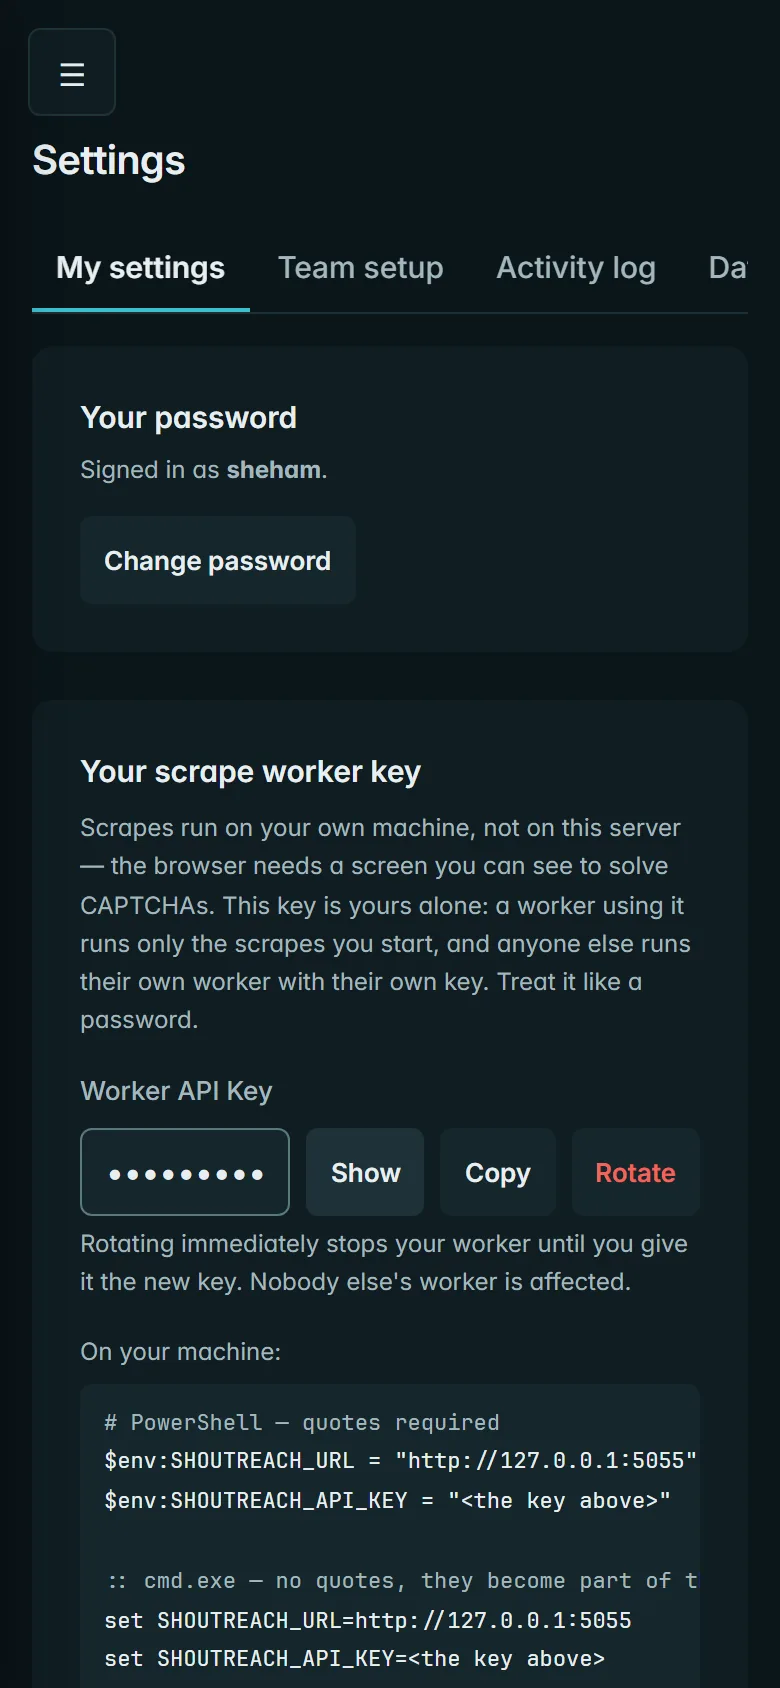 ☰
Settings
My settings Team setup Activity log Da
Your password
Signed in as sheham.
Change password
Your scrape worker key
Scrapes run on your own machine, not on this server
— the browser needs a screen you can see to solve
CAPTCHAs. This key is yours alone: a worker using it
runs only the scrapes you start, and anyone else runs
their own worker with their own key. Treat it like a
password.
Worker API Key
••••••••• Show Copy Rotate
Rotating immediately stops your worker until you give
it the new key. Nobody else's worker is affected.
On your machine:
# PowerShell — quotes required
$env:SHOUTREACH_URL = "http://127.0.0.1:5055"
$env:SHOUTREACH_API_KEY = "<the key above>"
:: cmd.exe — no quotes, they become part of t
set SHOUTREACH_URL=http://127.0.0.1:5055
set SHOUTREACH_API_KEY=<the key above>